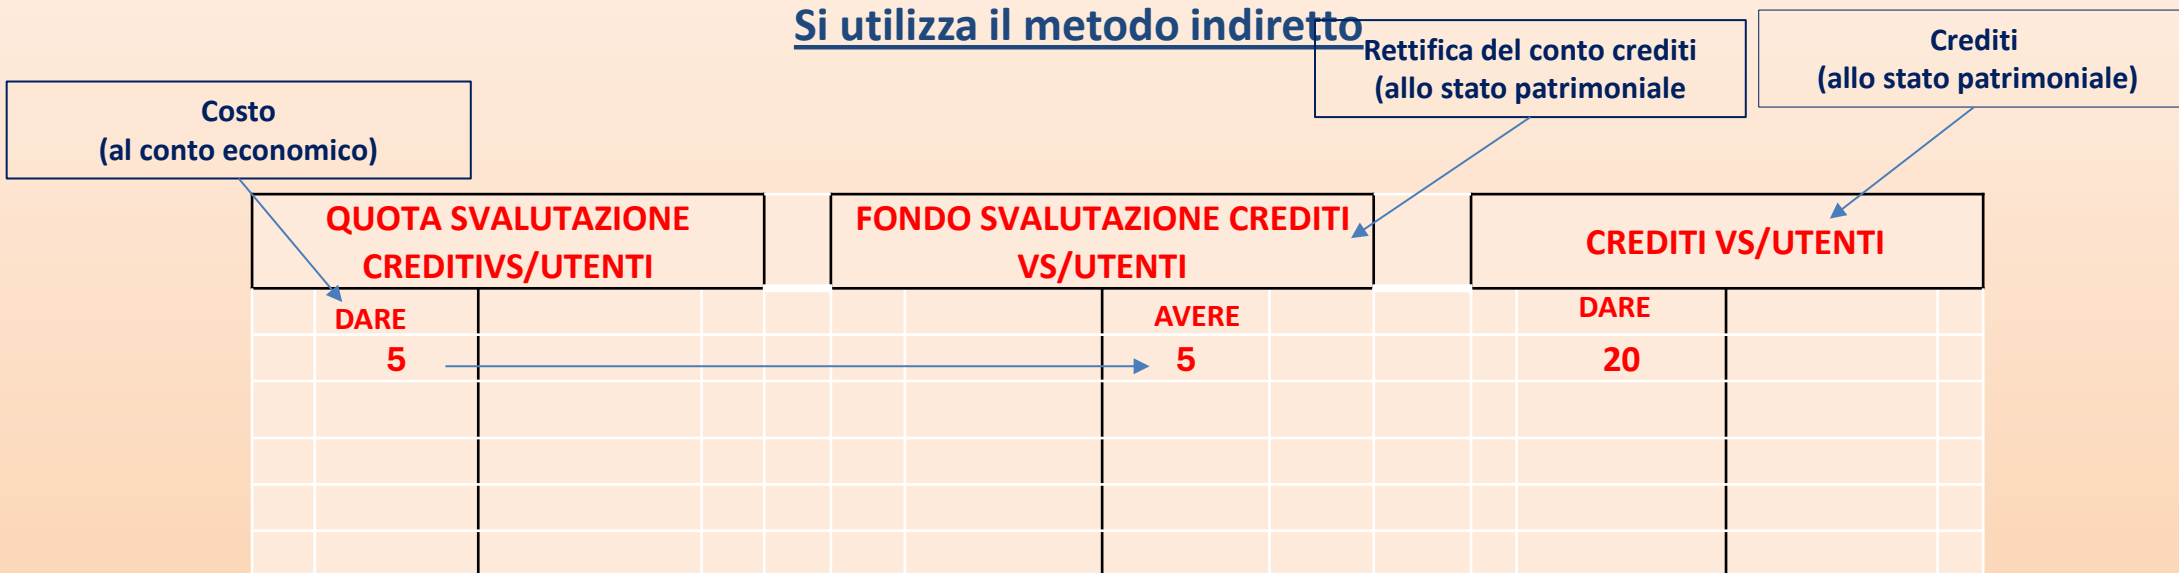 Si utilizza il metodo indiretto
Costo
(al conto economico)
Rettifica del conto crediti
(allo stato patrimoniale
Crediti
(allo stato patrimoniale)
QUOTA SVALUTAZIONE
CREDITIVS/UTENTI
FONDO SVALUTAZIONE CREDITI
VS/UTENTI
CREDITI VS/UTENTI
DARE
AVERE
DARE
5
5
20